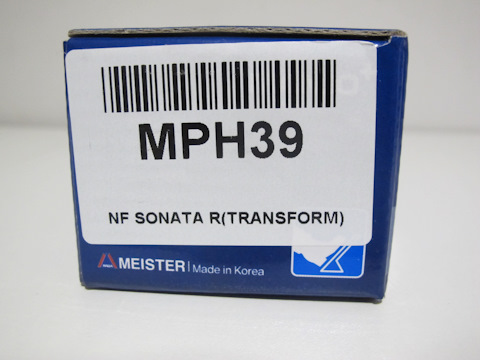 MPH39
NF SONATA R(TRANSFORM)
MEISTER Made in Korea